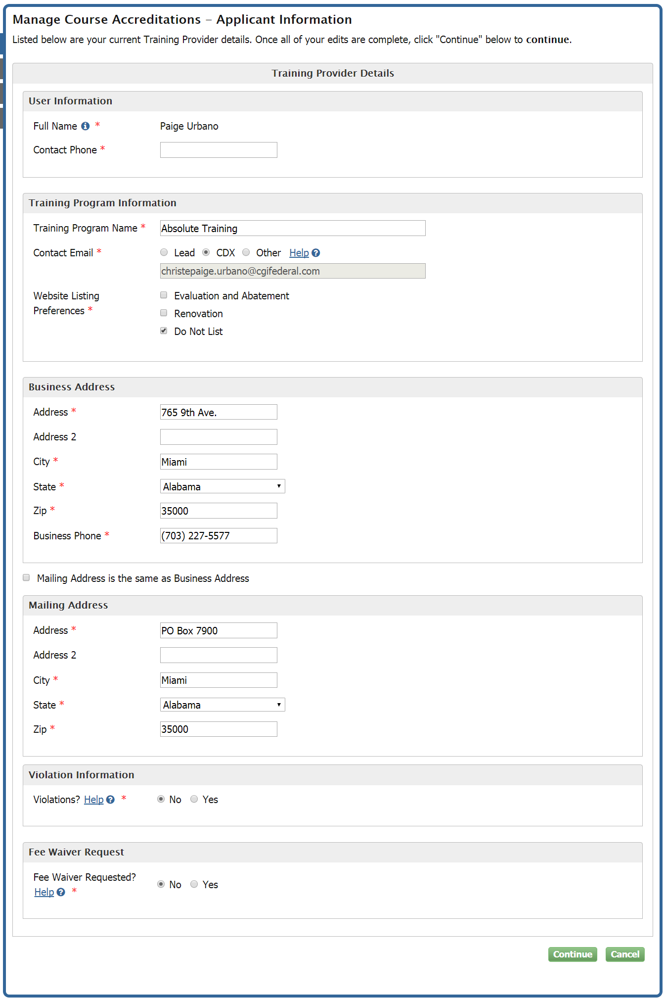 Manage Course Accreditations – Applicant Information
Listed below are your current Training Provider details. Once all of your edits are complete, click "Continue" below to continue.
Training Provider Details
User Information
Full Name * Paige Urbano
Contact Phone *
Training Program Information
Training Program Name * Absolute Training
Contact Email * Lead CDX Other Help
christepaige.urbano@cgifederal.com
Website Listing Preferences *
Evaluation and Abatement
Renovation
Do Not List
Business Address
Address * 765 9th Ave.
Address 2
City * Miami
State * Alabama
Zip * 35000
Business Phone * (703) 227-5577
Mailing Address is the same as Business Address
Mailing Address
Address * PO Box 7900
Address 2
City * Miami
State * Alabama
Zip * 35000
Violation Information
Violations? Help * No Yes
Fee Waiver Request
Fee Waiver Requested? Help * No Yes
Continue Cancel